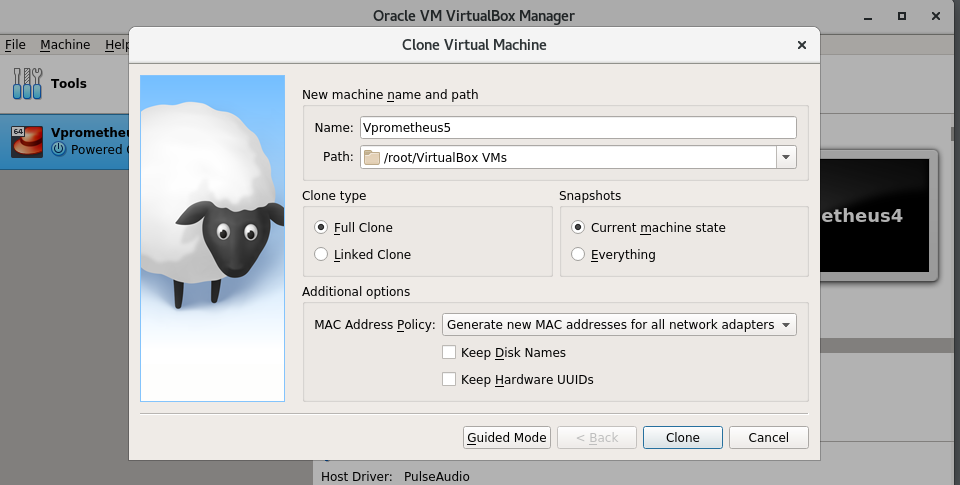 Oracle VM VirtualBox Manager
File Machine Help
Clone Virtual Machine
Tools
64
Powered
New machine name and path
Name: Vprometheus5
Path: /root/VirtualBox VMs
Clone type
Full Clone
Linked Clone
Snapshots
Current machine state
Everything
etheus4
Additional options
MAC Address Policy: Generate new MAC addresses for all network adapters
Keep Disk Names
Keep Hardware UUIDs
Guided Mode < Back Clone Cancel
Host Driver: PulseAudio